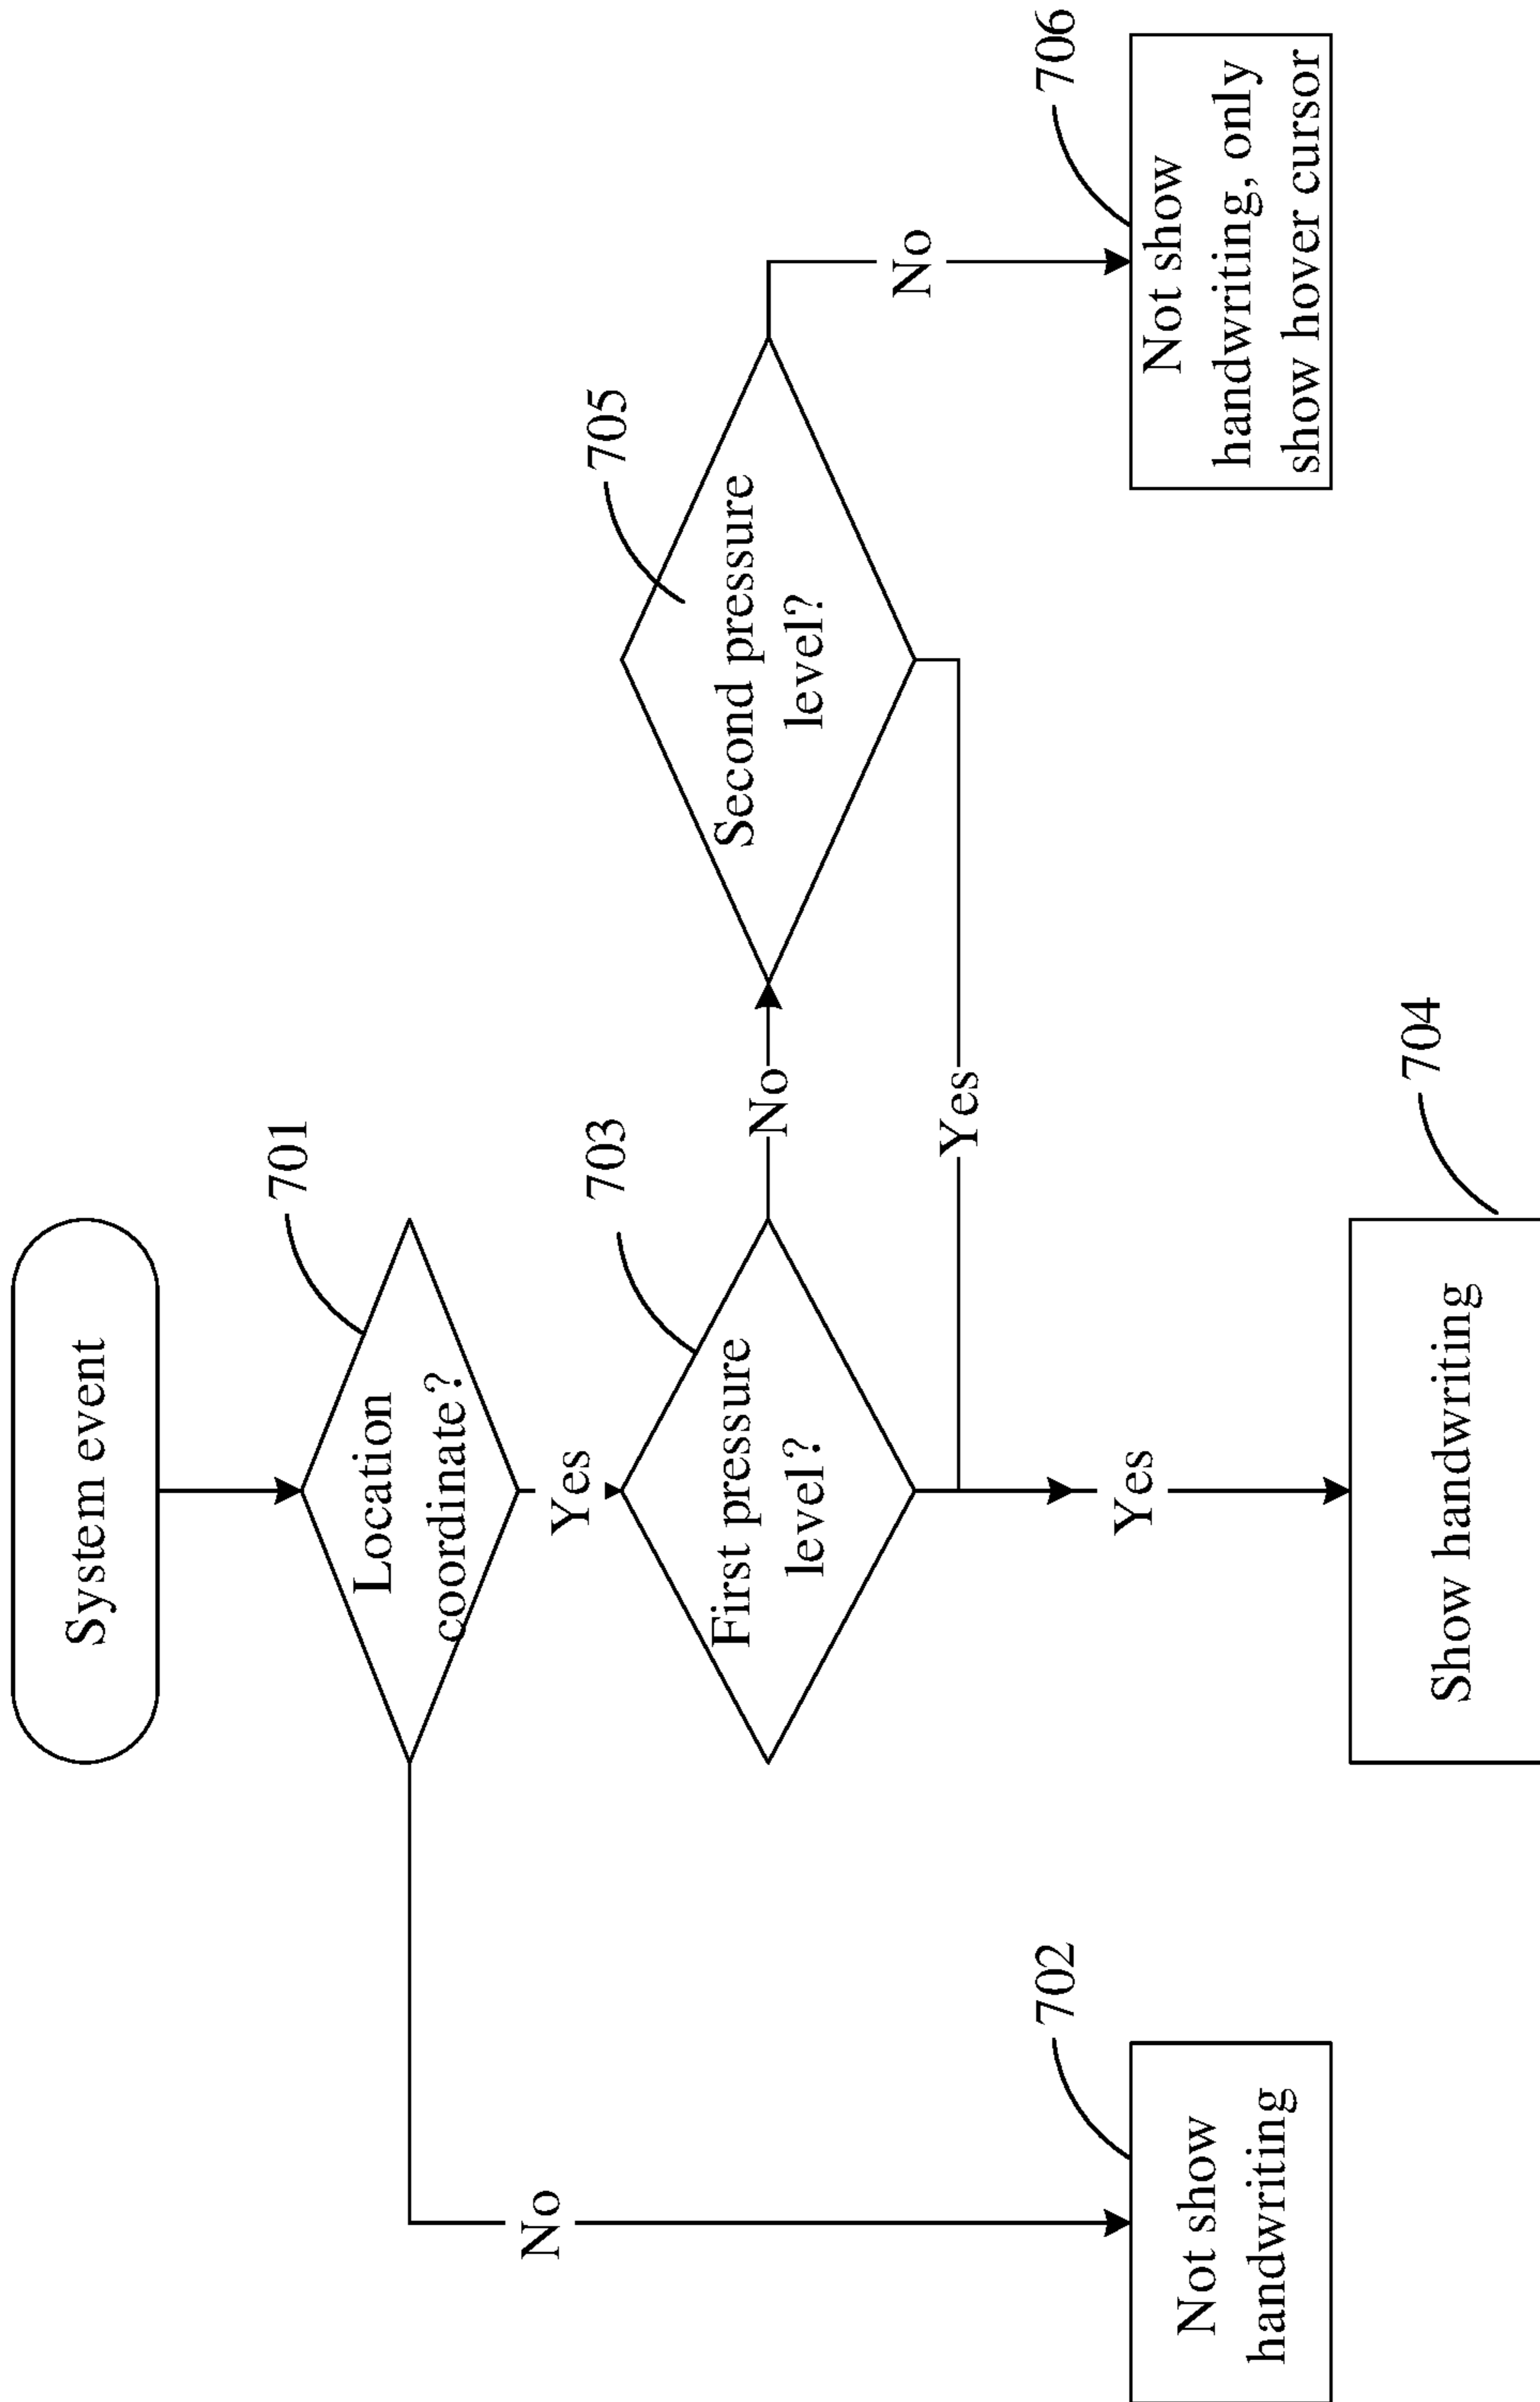 System event
701
Location
coordinate?
Yes
No
703
First pressure
level?
No
705
Second pressure
level?
Yes
No
Yes
702
Not show
handwriting
704
Show handwriting
706
Not show
handwriting, only
show hover cursor